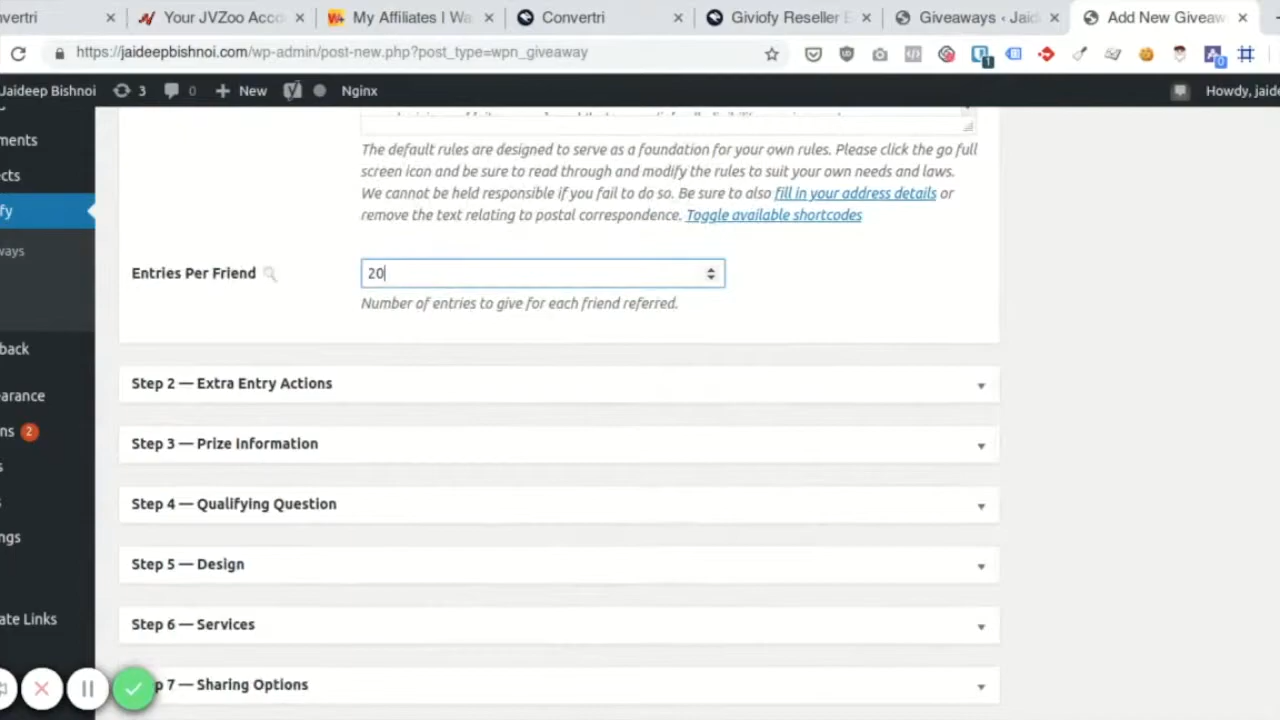 nvertri
Your JVZoo Acco
My Affiliates I Wa
Convertri
Giviofy Reseller E
Giveaways ‹ Jaid
Add New Giveaw
https://jaideepbishnoi.com/wp-admin/post-new.php?post_type=wpn_giveaway
1
0
Jaideep Bishnoi
3
0
New
Nginx
Howdy, jaide
ments
cts
fy
ways
back
arance
ns 2
s
s
ngs
ate Links
The default rules are designed to serve as a foundation for your own rules. Please click the go full
screen icon and be sure to read through and modify the rules to suit your own needs and laws.
We cannot be held responsible if you fail to do so. Be sure to also fill in your address details or
remove the text relating to postal correspondence. Toggle available shortcodes
Entries Per Friend
20
Number of entries to give for each friend referred.
Step 2 — Extra Entry Actions
Step 3 — Prize Information
Step 4 — Qualifying Question
Step 5 — Design
Step 6 — Services
p 7 — Sharing Options